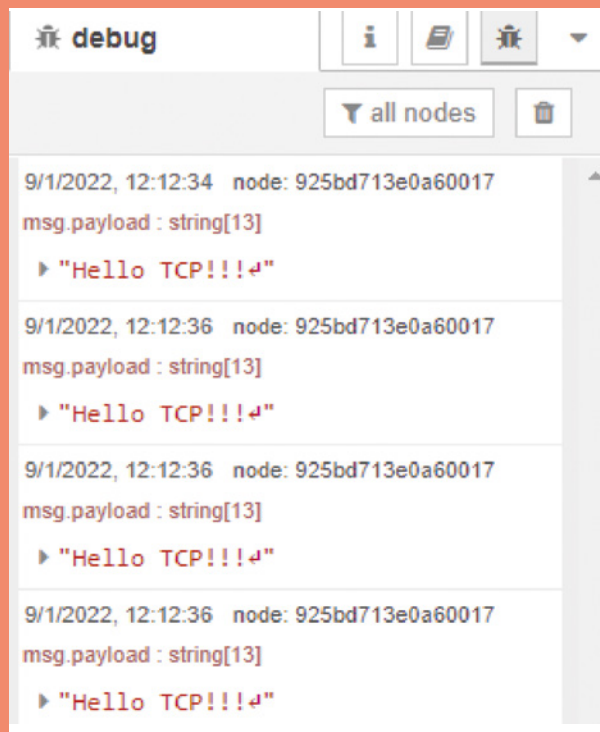 debug
i
all nodes
9/1/2022, 12:12:34 node: 925bd713e0a60017
msg.payload : string[13]
"Hello TCP!!!↵"
9/1/2022, 12:12:36 node: 925bd713e0a60017
msg.payload : string[13]
"Hello TCP!!!↵"
9/1/2022, 12:12:36 node: 925bd713e0a60017
msg.payload : string[13]
"Hello TCP!!!↵"
9/1/2022, 12:12:36 node: 925bd713e0a60017
msg.payload : string[13]
"Hello TCP!!!↵"